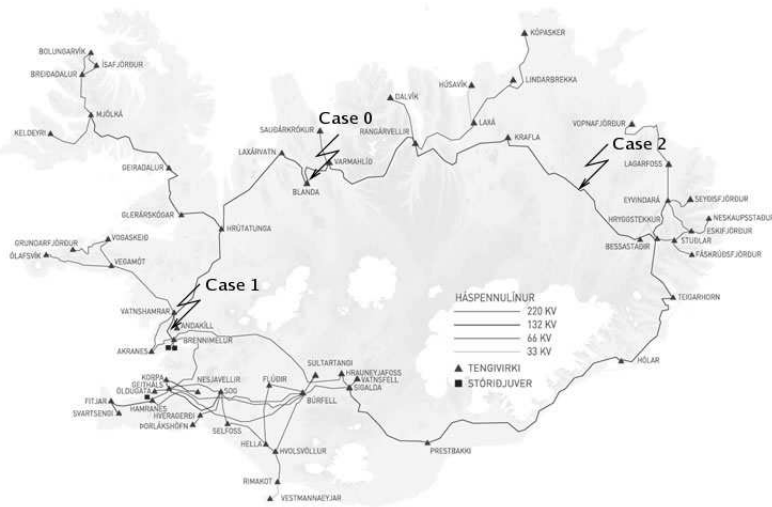 KÓPASKER
BOLUNGARVÍK
ÍSAFJÖRÐUR
BREIÐADALUR
HÚSAVÍK
LINDARBREKKA
DALVÍK
MJÓLKÁ
Case 0
SAUÐÁRKRÓKUR
RANGÁRVELLIR
LAXÁ
VOPNAFJÖRÐUR
KELDEYRI
KRAFLA
Case 2
LAXÁRVATN
VARMAHLÍÐ
LAGARFOSS
GEIRADALUR
BLANDA
EYVINDARÁ
SEYÐISFJÖRÐUR
GLERÁRSKÓGAR
NESKAUPSSTAÐUR
HRYGGSTEKKUR
ESKIFJÖRÐUR
VOGASKEIÐ
HRÚTATUNGA
GRUNDARFJÖRÐUR
BESSASTAÐIR
STUÐLAR
ÓLAFSVÍK
FÁSKRÚÐSFJÖRÐUR
VEGAMÓT
Case 1
TEIGARHORN
HÁSPENNULÍNUR
220 KV
VATNSHAMRAR
132 KV
ANDAKÍLL
66 KV
BRENNIMELUR
33 KV
AKRANES
TENGIVIRKI
SULTARTANGI
HRAUNEYJAFOSS
HÓLAR
STÓRIÐJUVER
KORPA
VATNSFELL
GEITHÁLS
NESJAVELLIR
FLÚÐIR
SIGALDA
ÖLDUGATA
SOG
BÚRFELL
FITJAR
HAMRANES
SVARTSENGI
HVERAGERÐI
ÞORLÁKSHÖFN
SELFOSS
HELLA
PRESTBAKKI
HVOLSVÖLLUR
RIMAKOT
VESTMANNAEYJAR